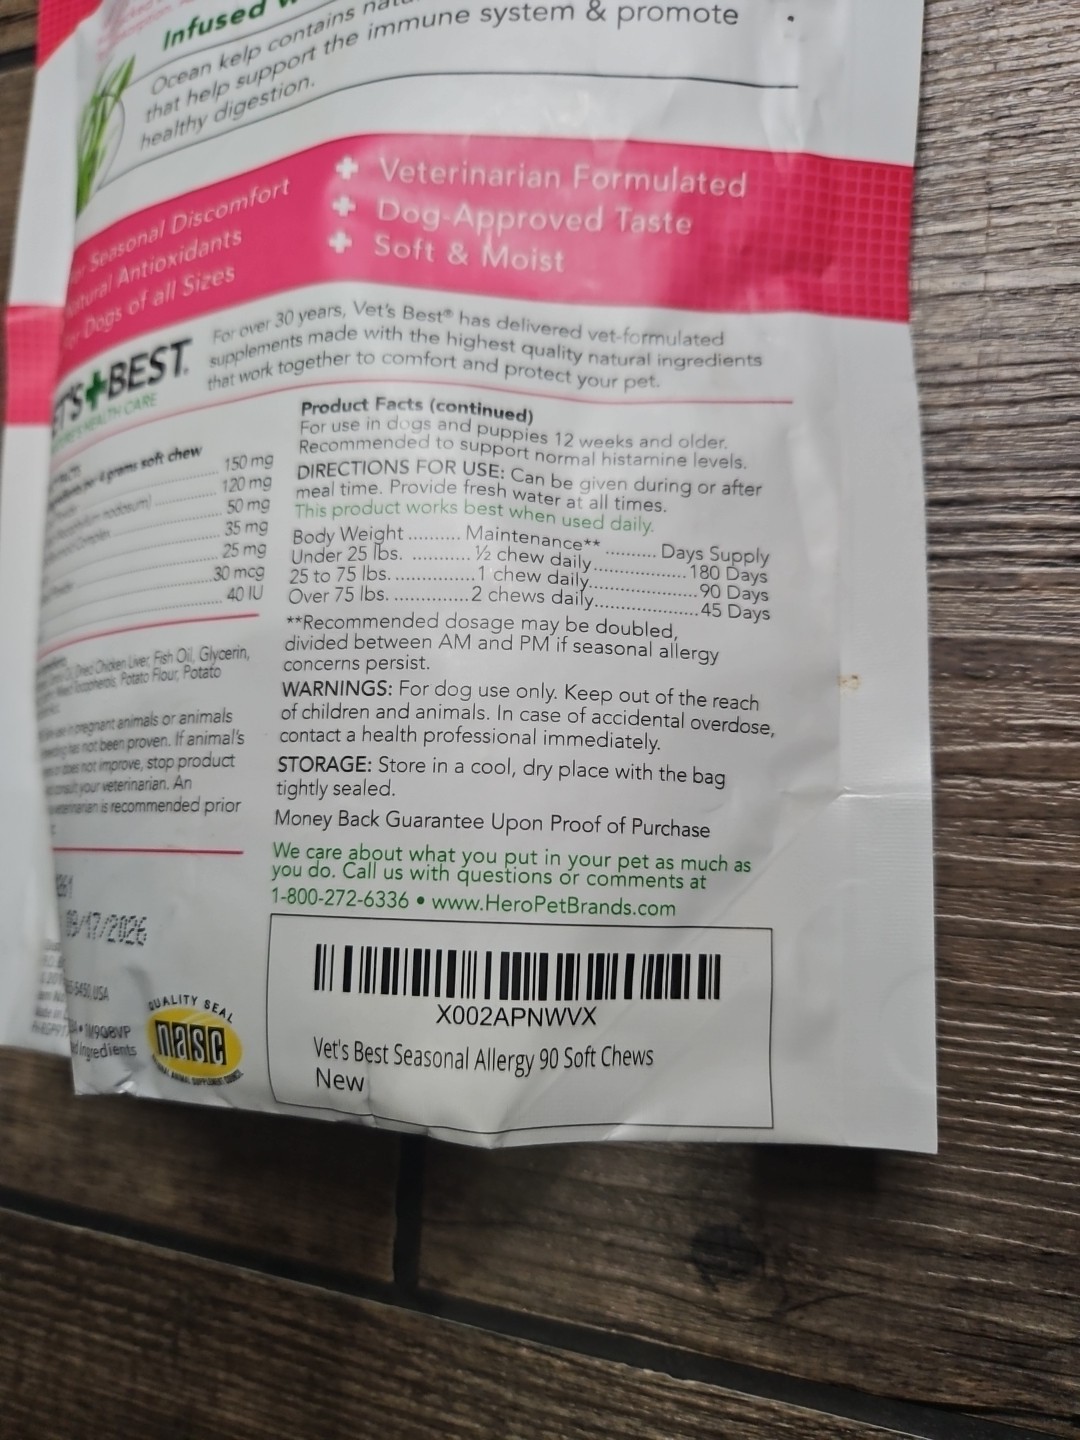 Infused
Ocean kelp contains
that help support the immune system & promote
healthy digestion.
Seasonal Discomfort
Antioxidants
Dogs of all Sizes
+ Veterinarian Formulated
+ Dog-Approved Taste
+ Soft & Moist
BEST
HEALTH CARE
For over 30 years, Vet's Best® has delivered vet-formulated
supplements made with the highest quality natural ingredients
that work together to comfort and protect your pet.
4 grams soft chew
150 mg
120 mg
50 mg
35 mg
25 mg
30 mcg
40 IU
Dried Chicken Liver, Fish Oil, Glycerin,
Potato Flour, Potato
pregnant animals or animals
has not been proven. If animal's
does not improve, stop product
consult your veterinarian. An
is recommended prior
Product Facts (continued)
For use in dogs and puppies 12 weeks and older.
Recommended to support normal histamine levels.
DIRECTIONS FOR USE: Can be given during or after
meal time. Provide fresh water at all times.
This product works best when used daily.
Body Weight .......... Maintenance** .......... Days Supply
Under 25 lbs. .......... ½ chew daily .......... 180 Days
25 to 75 lbs. .......... 1 chew daily .......... 90 Days
Over 75 lbs. .......... 2 chews daily .......... 45 Days
**Recommended dosage may be doubled,
divided between AM and PM if seasonal allergy
concerns persist.
WARNINGS: For dog use only. Keep out of the reach
of children and animals. In case of accidental overdose,
contact a health professional immediately.
STORAGE: Store in a cool, dry place with the bag
tightly sealed.
Money Back Guarantee Upon Proof of Purchase
We care about what you put in your pet as much as
you do. Call us with questions or comments at
1-800-272-6336 • www.HeroPetBrands.com
/17/2026
USA
Ingredients
QUALITY SEAL
nasc
X002APNWVX
Vet's Best Seasonal Allergy 90 Soft Chews
New